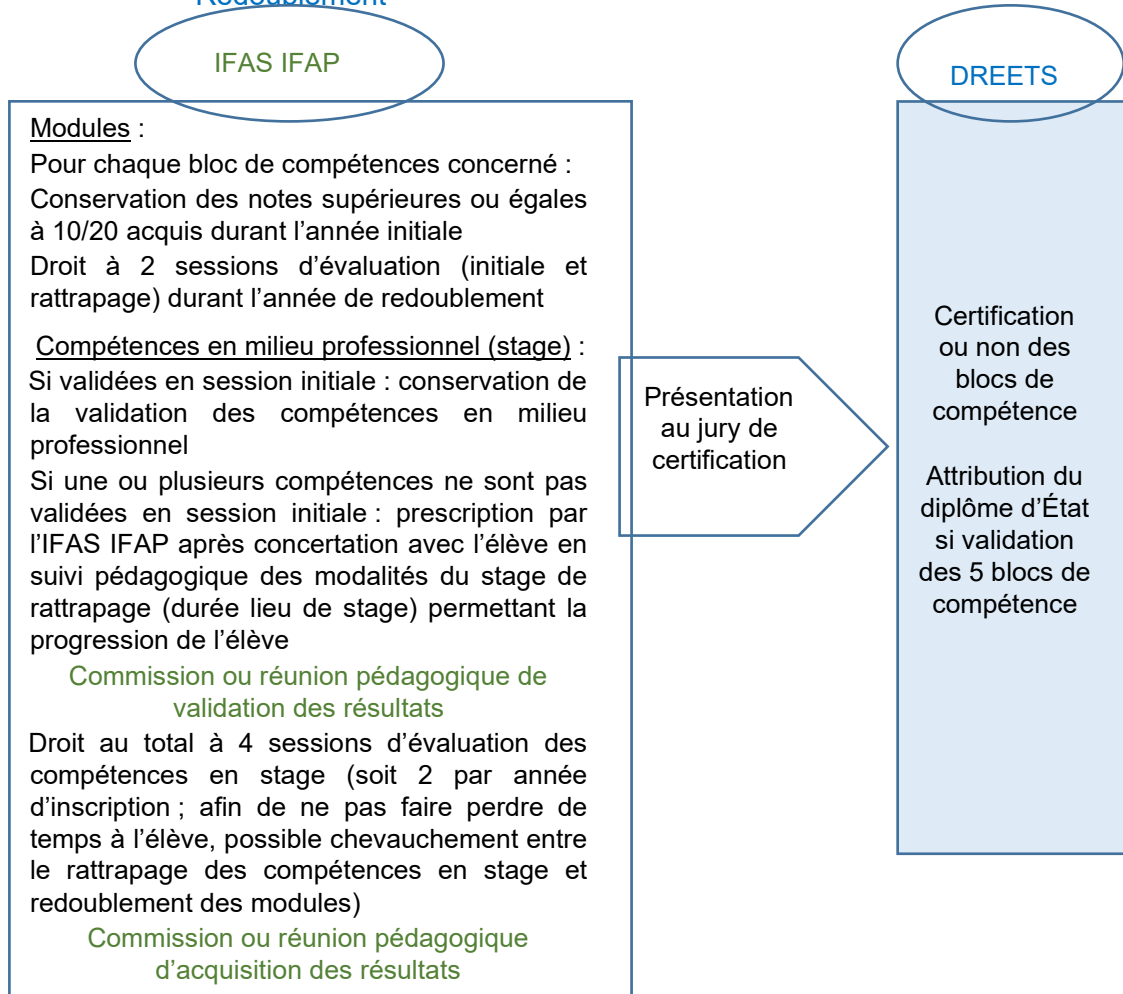 Redoublement
IFAS IFAP
DREETS
Modules :
Pour chaque bloc de compétences concerné :
Conservation des notes supérieures ou égales
à 10/20 acquis durant l’année initiale
Droit à 2 sessions d’évaluation (initiale et
rattrapage) durant l’année de redoublement
Compétences en milieu professionnel (stage) :
Si validées en session initiale : conservation de
la validation des compétences en milieu
professionnel
Si une ou plusieurs compétences ne sont pas
validées en session initiale : prescription par
l’IFAS IFAP après concertation avec l’élève en
suivi pédagogique des modalités du stage de
rattrapage (durée lieu de stage) permettant la
progression de l’élève
Commission ou réunion pédagogique de
validation des résultats
Droit au total à 4 sessions d’évaluation des
compétences en stage (soit 2 par année
d’inscription ; afin de ne pas faire perdre de
temps à l’élève, possible chevauchement entre
le rattrapage des compétences en stage et
redoublement des modules)
Commission ou réunion pédagogique
d’acquisition des résultats
Présentation
au jury de
certification
Certification
ou non des
blocs de
compétence
Attribution du
diplôme d’État
si validation
des 5 blocs de
compétence